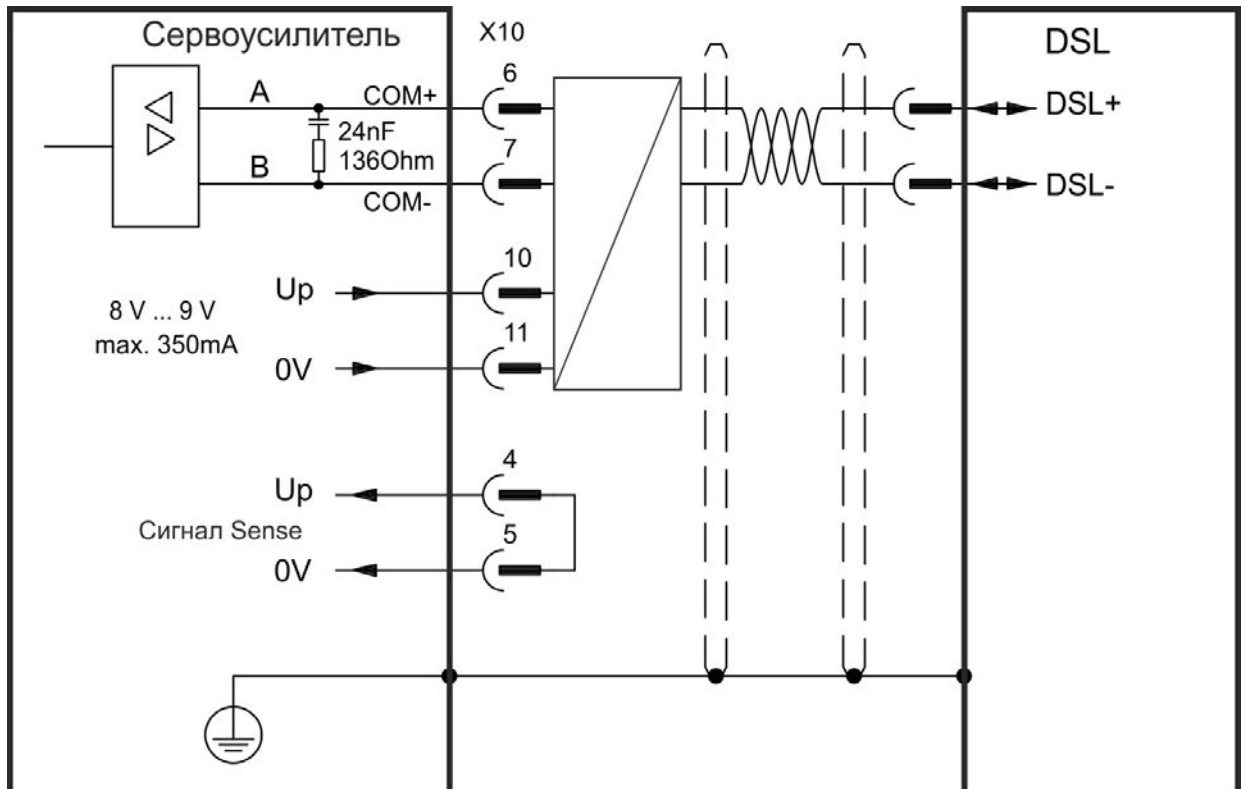 Сервоусилитель
X10
DSL
6
A
COM+
DSL+
24nF
136Ohm
7
B
COM-
DSL-
10
Up
8 V ... 9 V
max. 350mA
11
0V
4
Up
Сигнал Sense
5
0V